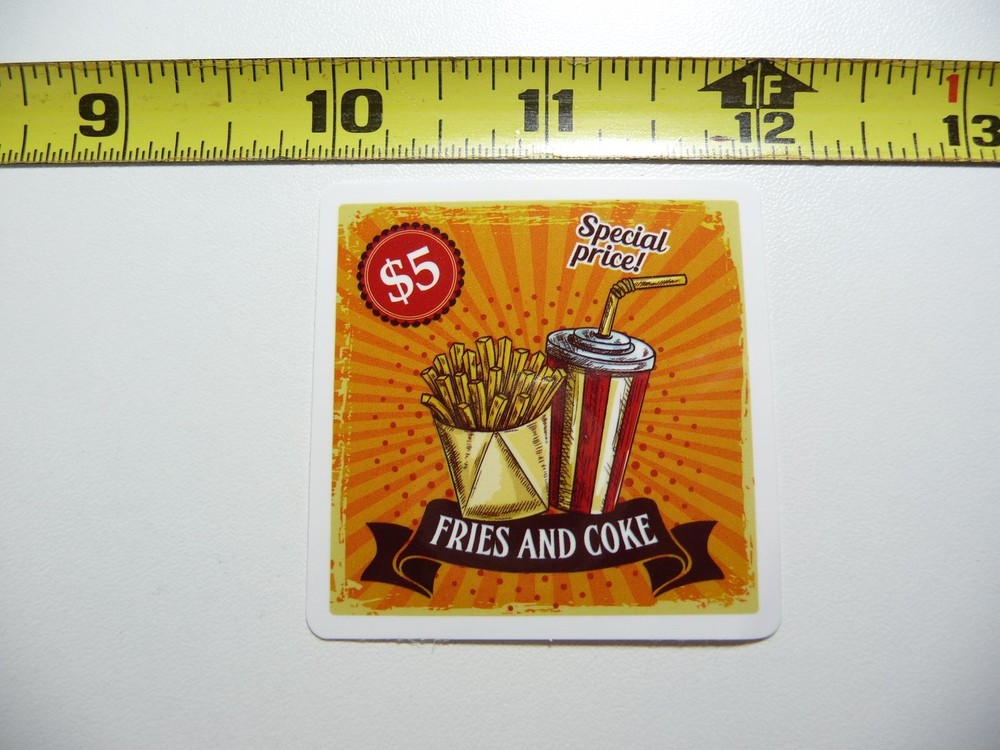 9 10 11 1F 12 1 13
$5
Special
price!
FRIES AND COKE